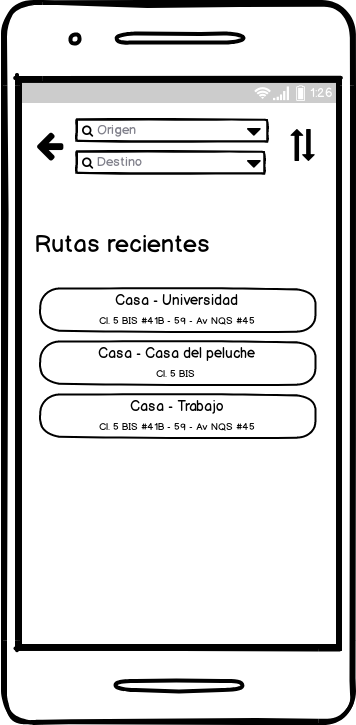 1:26
Origen
Destino
Rutas recientes
Casa - Universidad
Cl. 5 BIS #41B - 59 - Av NQS #45
Casa - Casa del peluche
Cl. 5 BIS
Casa - Trabajo
Cl. 5 BIS #41B - 59 - Av NQS #45